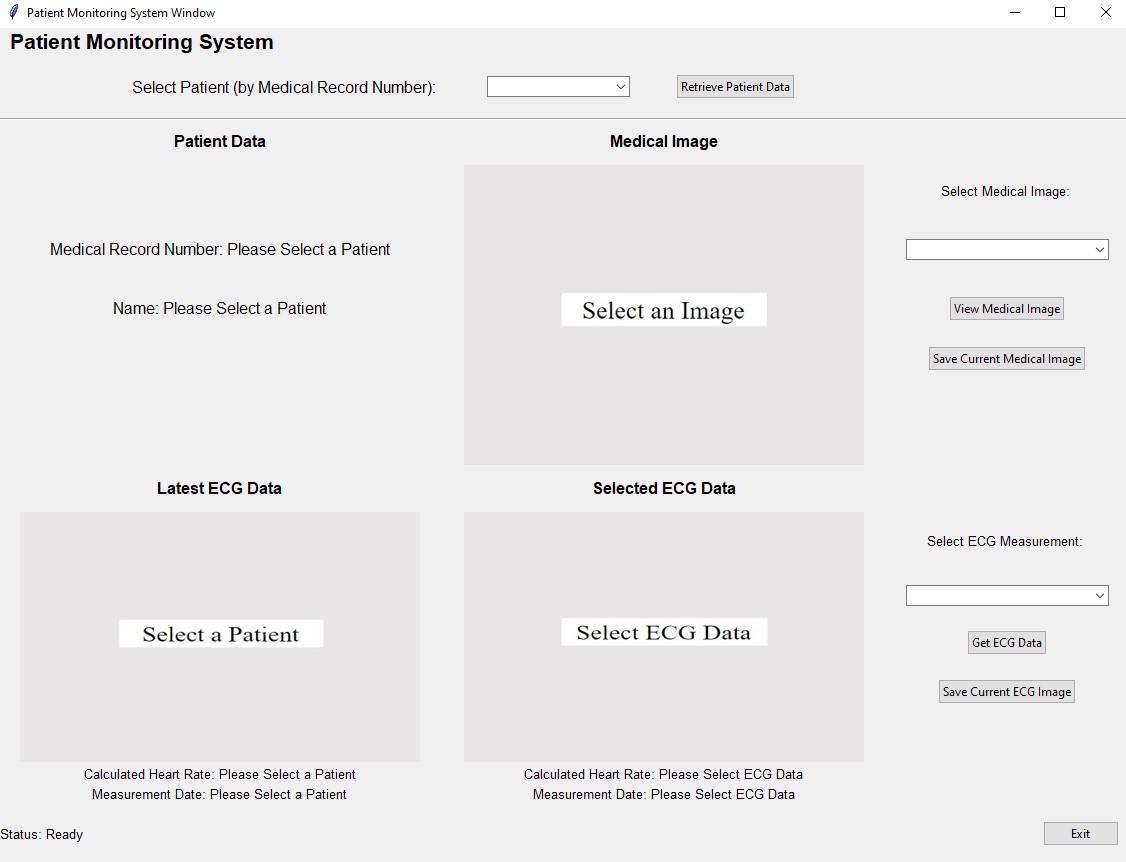 Patient Monitoring System Window
Patient Monitoring System
Select Patient (by Medical Record Number):
Retrieve Patient Data
Patient Data
Medical Image
Select Medical Image:
Medical Record Number: Please Select a Patient
Name: Please Select a Patient
Select an Image
View Medical Image
Save Current Medical Image
Latest ECG Data
Selected ECG Data
Select ECG Measurement:
Select a Patient
Select ECG Data
Get ECG Data
Save Current ECG Image
Calculated Heart Rate: Please Select a Patient
Measurement Date: Please Select a Patient
Calculated Heart Rate: Please Select ECG Data
Measurement Date: Please Select ECG Data
Status: Ready
Exit